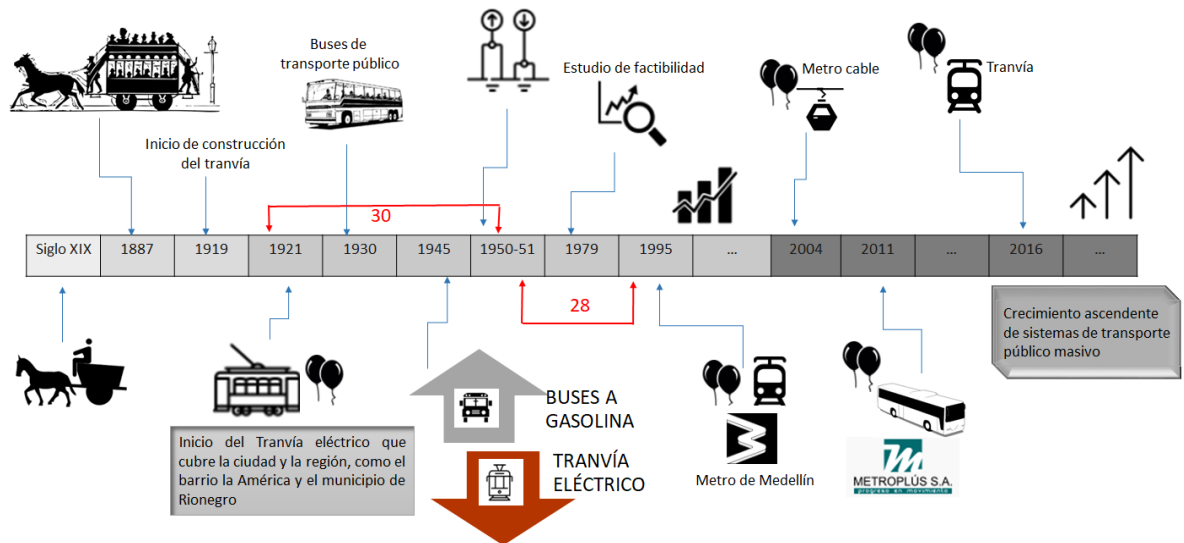 Buses de
transporte público
Estudio de factibilidad
Metro cable
Tranvía
Inicio de construcción
del tranvía
30
Siglo XIX 1887 1919 1921 1930 1945 1950-51 1979 1995 ... 2004 2011 ... 2016 ...
28
Crecimiento ascendente
de sistemas de transporte
público masivo
BUSES A
GASOLINA
Inicio del Tranvía eléctrico que
cubre la ciudad y la región, como el
barrio la América y el municipio de
Rionegro
TRANVÍA
ELÉCTRICO
Metro de Medellín
METROPLÚS S.A.
progreso en movimiento